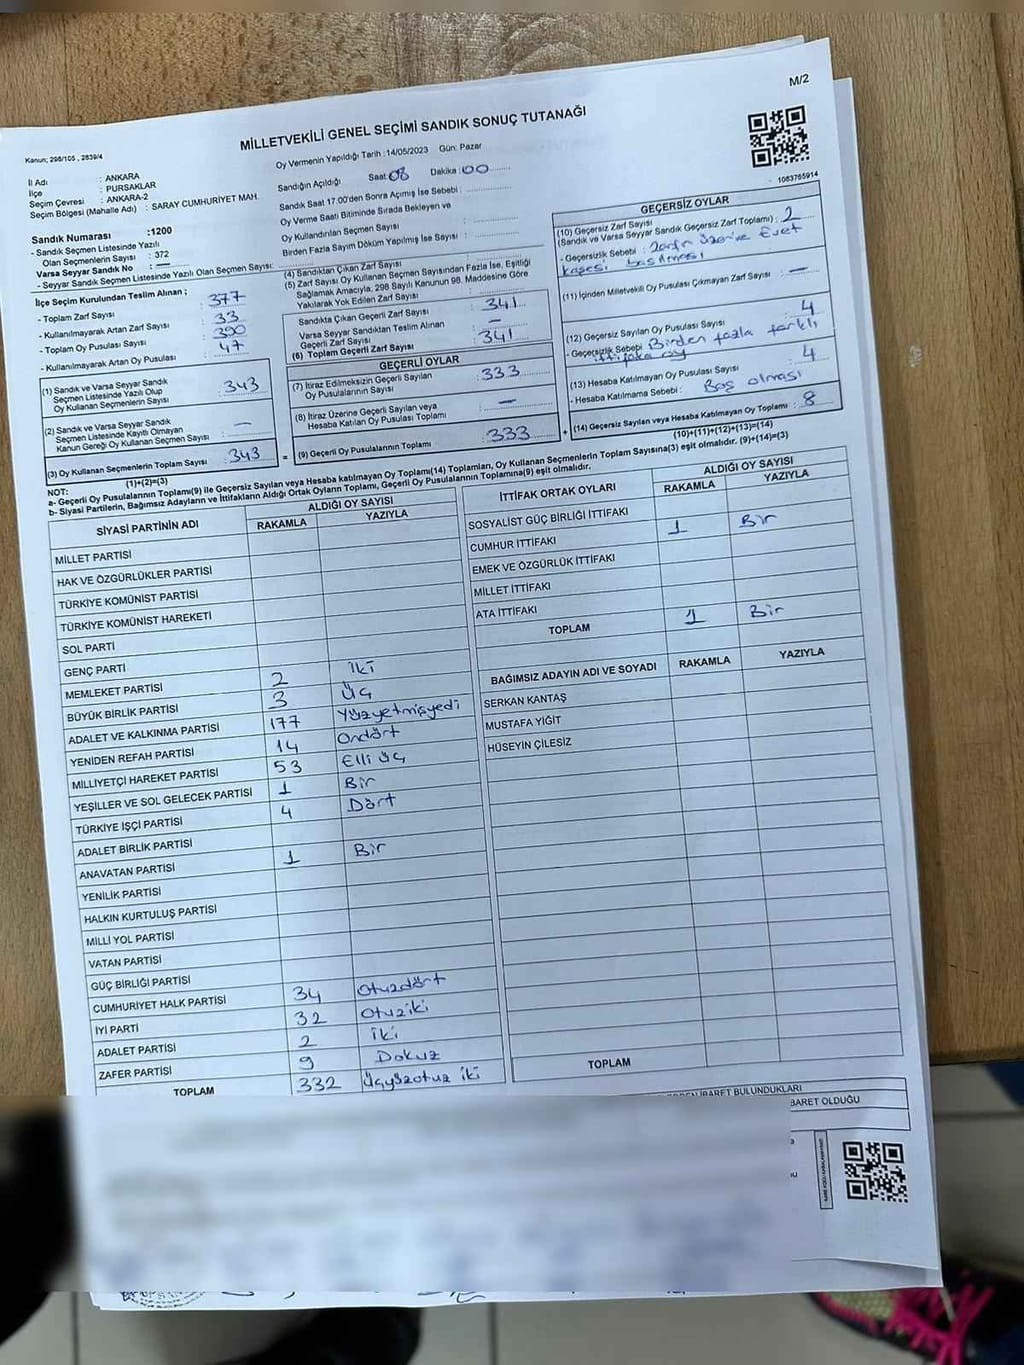 M/2
MİLLETVEKİLİ GENEL SEÇİMİ SANDIK SONUÇ TUTANAĞI
Kanun; 298/105 , 2839/4
Oy Vermenin Yapıldığı Tarih :14/05/2023 Gün: Pazar
1083765914
İl Adı : ANKARA
İlçe : PURSAKLAR
Seçim Çevresi : ANKARA-2
Seçim Bölgesi (Mahalle Adı) : SARAY CUMHURİYET MAH.
Sandık Numarası :1200
- Sandık Seçmen Listesinde Yazılı
Olan Seçmenlerin Sayısı : 372
Varsa Seyyar Sandık No : —
- Seyyar Sandık Seçmen Listesinde Yazılı Olan Seçmen Sayısı:
İlçe Seçim Kurulundan Teslim Alınan ;
- Toplam Zarf Sayısı : 377
- Kullanılmayarak Artan Zarf Sayısı : 33
- Toplam Oy Pusulası Sayısı : 390
- Kullanılmayarak Artan Oy Pusulası : 47
(1) Sandık ve Varsa Seyyar Sandık
Seçmen Listesinde Yazılı Olup
Oy Kullanan Seçmenlerin Sayısı : 343
(2) Sandık ve Varsa Seyyar Sandık
Seçmen Listesinde Kayıtlı Olmayan
Kanun Gereği Oy Kullanan Seçmen Sayısı : —
(3) Oy Kullanan Seçmenlerin Toplam Sayısı : 343
(1)+(2)=(3)
Sandığın Açıldığı Saat 08 Dakika : 00
Sandık Saat 17.00'den Sonra Açılmış İse Sebebi :
Oy Verme Saati Bitiminde Sırada Bekleyen ve
Oy Kullandırılan Seçmen Sayısı :
Birden Fazla Sayım Döküm Yapılmış İse Sayısı :
(4) Sandıktan Çıkan Zarf Sayısı :
(5) Zarf Sayısı Oy Kullanan Seçmen Sayısından Fazla İse, Eşitliği
Sağlamak Amacıyla, 298 Sayılı Kanunun 98. Maddesine Göre
Yakılarak Yok Edilen Zarf Sayısı :
Sandıkta Çıkan Geçerli Zarf Sayısı : 341
Varsa Seyyar Sandıktan Teslim Alınan
Geçerli Zarf Sayısı : —
(6) Toplam Geçerli Zarf Sayısı : 341
GEÇERLİ OYLAR
(7) İtiraz Edilmeksizin Geçerli Sayılan
Oy Pusulalarının Sayısı : 333
(8) İtiraz Üzerine Geçerli Sayılan veya
Hesaba Katılan Oy Pusulası Toplamı : —
= (9) Geçerli Oy Pusulalarının Toplamı : 333
GEÇERSİZ OYLAR
(10) Geçersiz Zarf Sayısı
(Sandık ve Varsa Seyyar Sandık Geçersiz Zarf Toplamı) : 2
- Geçersizlik Sebebi : Zarfın üzerine Evet
kaşesi basılması
(11) İçinden Milletvekili Oy Pusulası Çıkmayan Zarf Sayısı : —
(12) Geçersiz Sayılan Oy Pusulası Sayısı : 4
- Geçersizlik Sebebi Birden fazla farklı
ittifaka oy
(13) Hesaba Katılmayan Oy Pusulası Sayısı : 4
- Hesaba Katılmama Sebebi : Boş olması
+ (14) Geçersiz Sayılan veya Hesaba Katılmayan Oy Toplamı : 8
(10)+(11)+(12)+(13)=(14)
NOT:
a- Geçerli Oy Pusulalarının Toplamı(9) ile Geçersiz Sayılan veya Hesaba katılmayan Oy Toplamı(14) Toplamları, Oy Kullanan Seçmenlerin Toplam Sayısına(3) eşit olmalıdır. (9)+(14)=(3)
b- Siyasi Partilerin, Bağımsız Adayların ve İttifakların Aldığı Ortak Oyların Toplamı, Geçerli Oy Pusulalarının Toplamına(9) eşit olmalıdır.
SİYASİ PARTİNİN ADI ALDIĞI OY SAYISI
RAKAMLA YAZIYLA
MİLLET PARTİSİ
HAK VE ÖZGÜRLÜKLER PARTİSİ
TÜRKİYE KOMÜNİST PARTİSİ
TÜRKİYE KOMÜNİST HAREKETİ
SOL PARTİ
GENÇ PARTİ
MEMLEKET PARTİSİ 2 İki
BÜYÜK BİRLİK PARTİSİ 3 Üç
ADALET VE KALKINMA PARTİSİ 177 Yüzyetmişyedi
YENİDEN REFAH PARTİSİ 14 Ondört
MİLLİYETÇİ HAREKET PARTİSİ 53 Elli üç
YEŞİLLER VE SOL GELECEK PARTİSİ 1 Bir
TÜRKİYE İŞÇİ PARTİSİ 4 Dört
ADALET BİRLİK PARTİSİ
ANAVATAN PARTİSİ 1 Bir
YENİLİK PARTİSİ
HALKIN KURTULUŞ PARTİSİ
MİLLİ YOL PARTİSİ
VATAN PARTİSİ
GÜÇ BİRLİĞİ PARTİSİ
CUMHURİYET HALK PARTİSİ 34 Otuzdört
İYİ PARTİ 32 Otuziki
ADALET PARTİSİ 2 İki
ZAFER PARTİSİ 9 Dokuz
TOPLAM 332 Üçyüzotuz iki
İTTİFAK ORTAK OYLARI ALDIĞI OY SAYISI
RAKAMLA YAZIYLA
SOSYALİST GÜÇ BİRLİĞİ İTTİFAKI
CUMHUR İTTİFAKI 1 Bir
EMEK VE ÖZGÜRLÜK İTTİFAKI
MİLLET İTTİFAKI
ATA İTTİFAKI
TOPLAM 1 Bir
BAĞIMSIZ ADAYIN ADI VE SOYADI RAKAMLA YAZIYLA
SERKAN KANTAŞ
MUSTAFA YİĞİT
HÜSEYİN ÇİLESİZ
TOPLAM
İBARET BULUNDUKLARI
BARET OLDUĞU